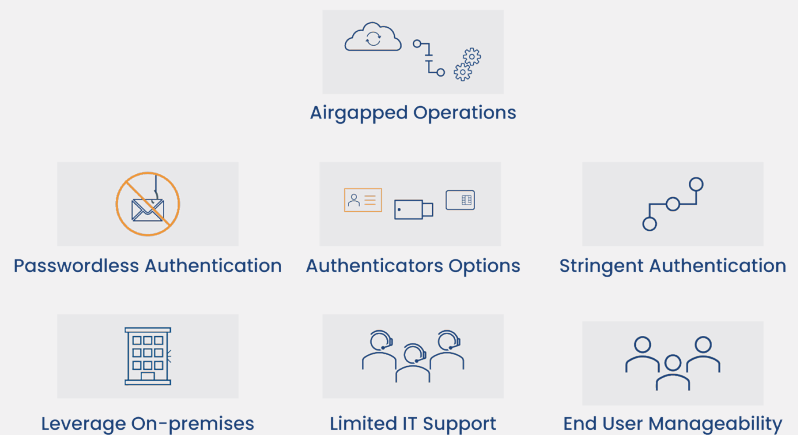 Airgapped Operations
Passwordless Authentication
Authenticators Options
Stringent Authentication
Leverage On-premises
Limited IT Support
End User Manageability